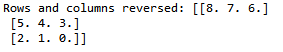 Rows and columns reversed: [[8. 7. 6.]
[5. 4. 3.]
[2. 1. 0.]]